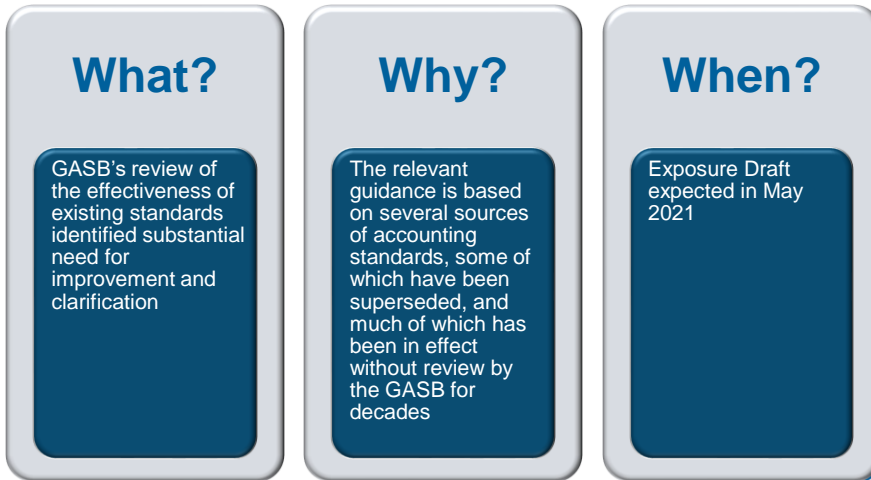 What?
GASB's review of
the effectiveness of
existing standards
identified substantial
need for
improvement and
clarification
Why?
The relevant
guidance is based
on several sources
of accounting
standards, some of
which have been
superseded, and
much of which has
been in effect
without review by
the GASB for
decades
When?
Exposure Draft
expected in May
2021